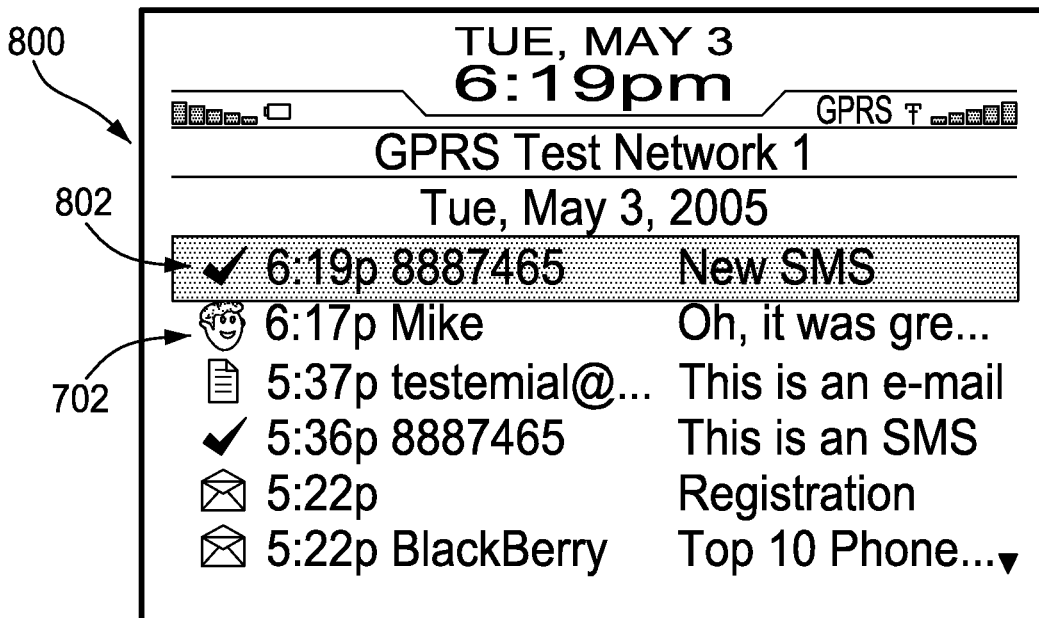 800
TUE, MAY 3
6:19pm
GPRS
GPRS Test Network 1
Tue, May 3, 2005
802
6:19p 8887465 New SMS
6:17p Mike Oh, it was gre...
702
5:37p testemial@... This is an e-mail
5:36p 8887465 This is an SMS
5:22p Registration
5:22p BlackBerry Top 10 Phone...